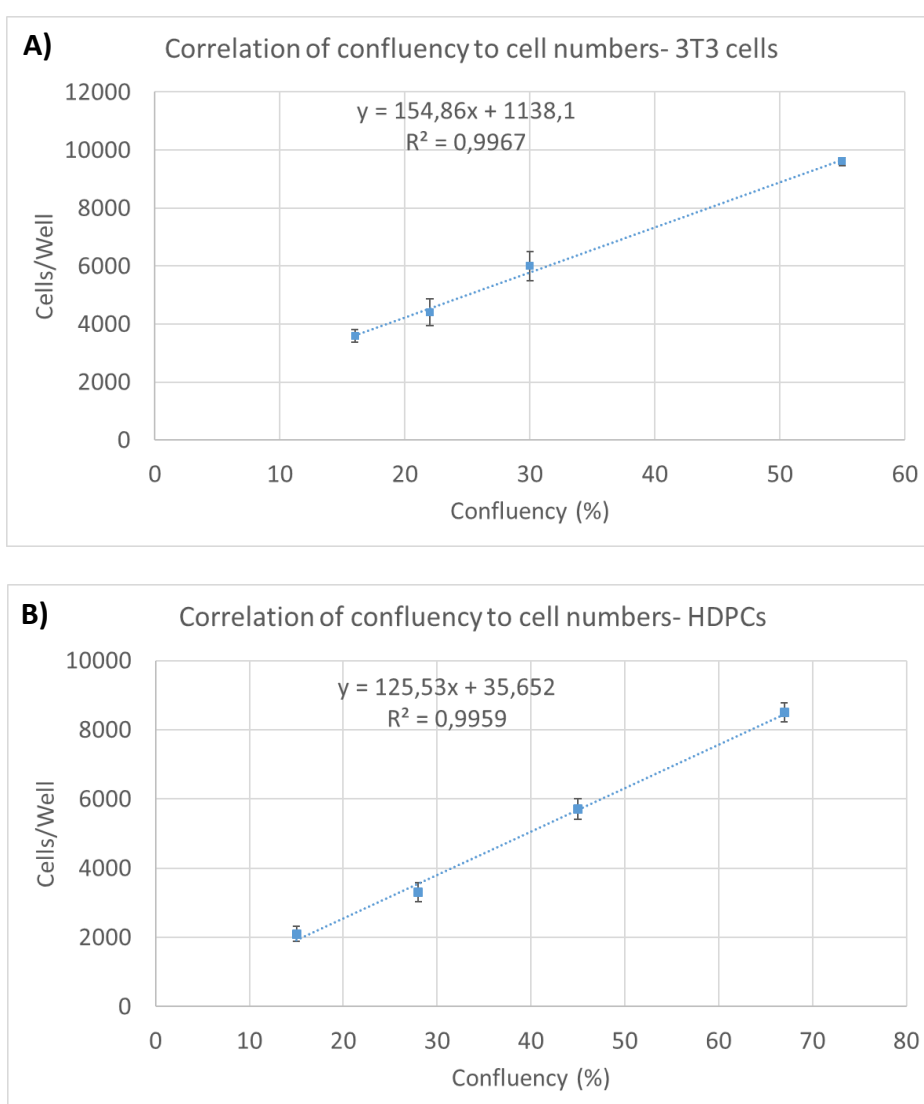 A)
Correlation of confluency to cell numbers- 3T3 cells
y = 154,86x + 1138,1
R² = 0,9967
12000
10000
8000
6000
4000
2000
0
Cells/Well
0 10 20 30 40 50 60
Confluency (%)
B)
Correlation of confluency to cell numbers- HDPCs
y = 125,53x + 35,652
R² = 0,9959
10000
8000
6000
4000
2000
0
Cells/Well
0 10 20 30 40 50 60 70 80
Confluency (%)